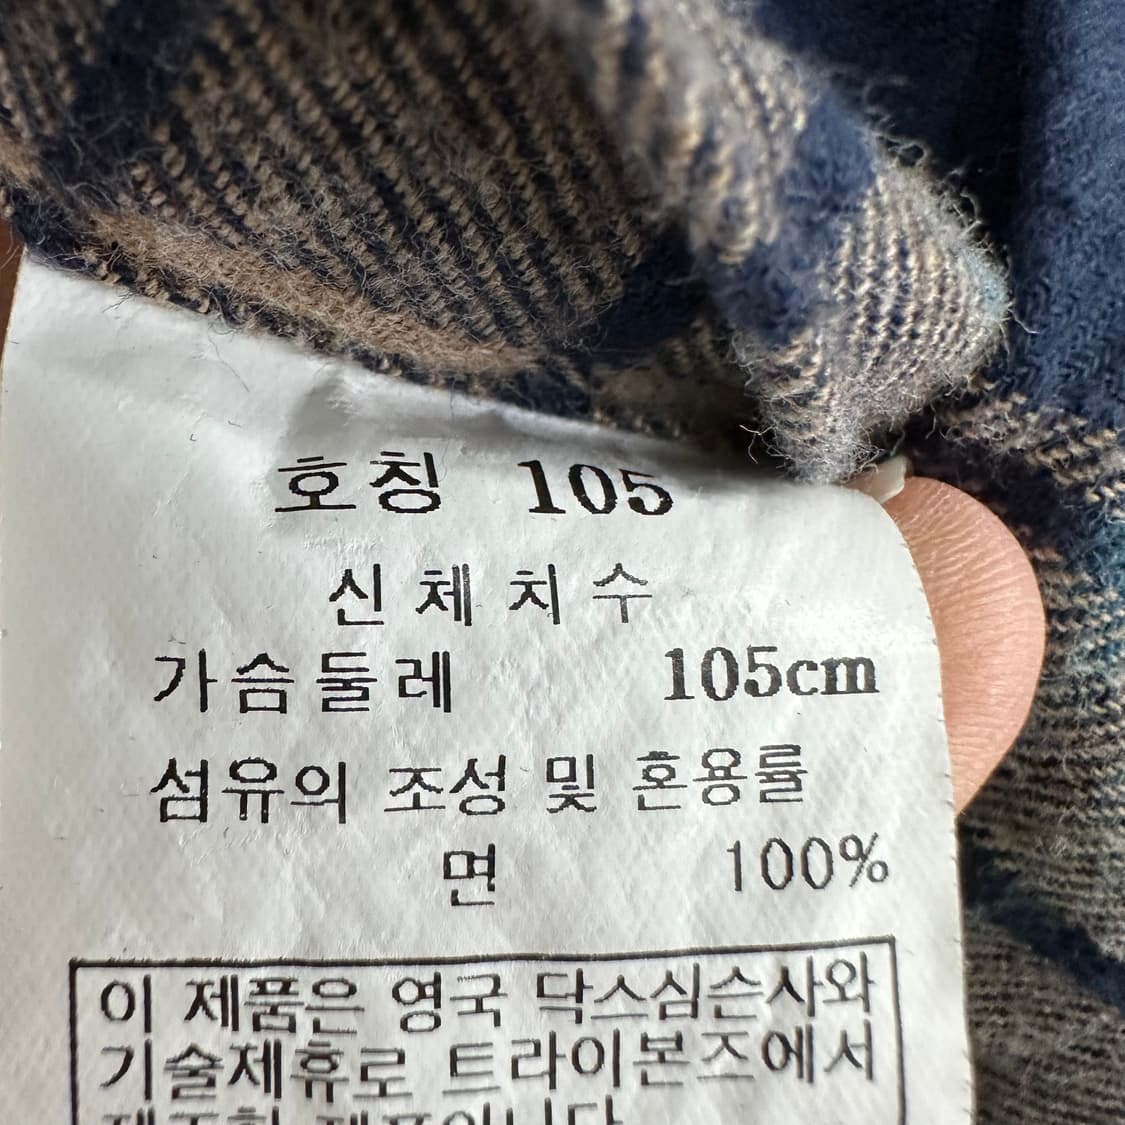 호칭 105
신체치수
가슴둘레 105cm
섬유의 조성 및 혼용률
면 100%
이 제품은 영국 닥스심슨사와
기술제휴로 트라이본즈에서